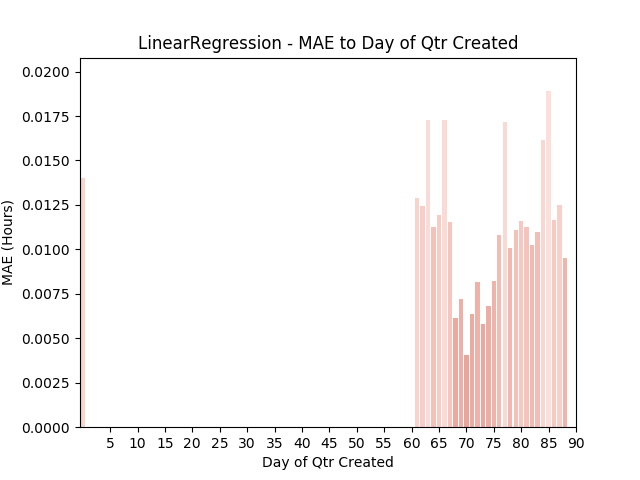 LinearRegression - MAE to Day of Qtr Created
MAE (Hours)
0.0200
0.0175
0.0150
0.0125
0.0100
0.0075
0.0050
0.0025
0.0000
5 10 15 20 25 30 35 40 45 50 55 60 65 70 75 80 85 90
Day of Qtr Created